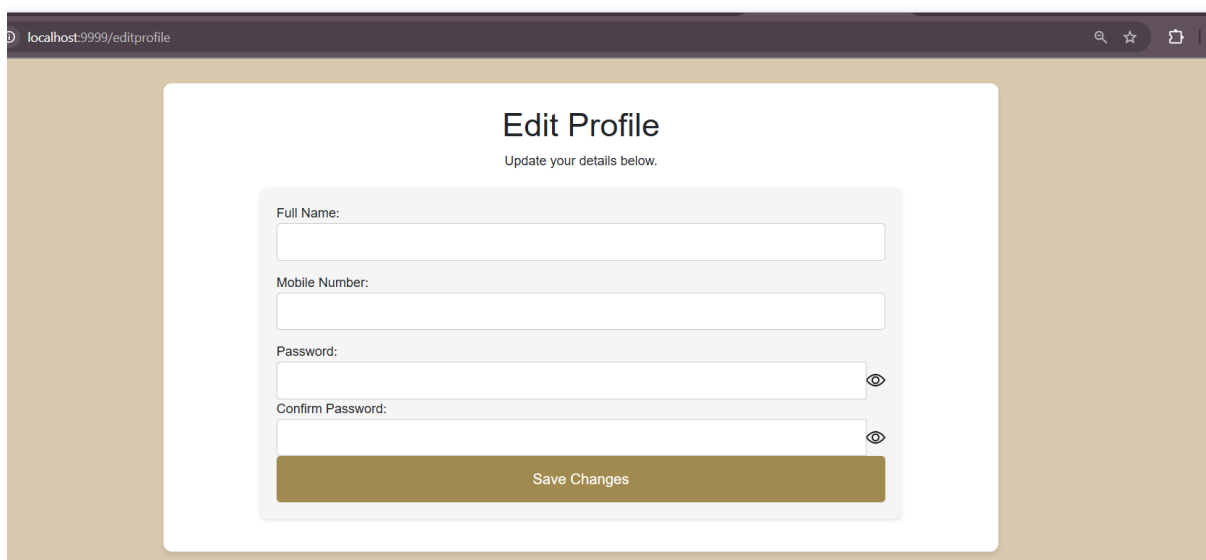 localhost:9999/editprofile
Edit Profile
Update your details below.
Full Name:
Mobile Number:
Password:
Confirm Password:
Save Changes